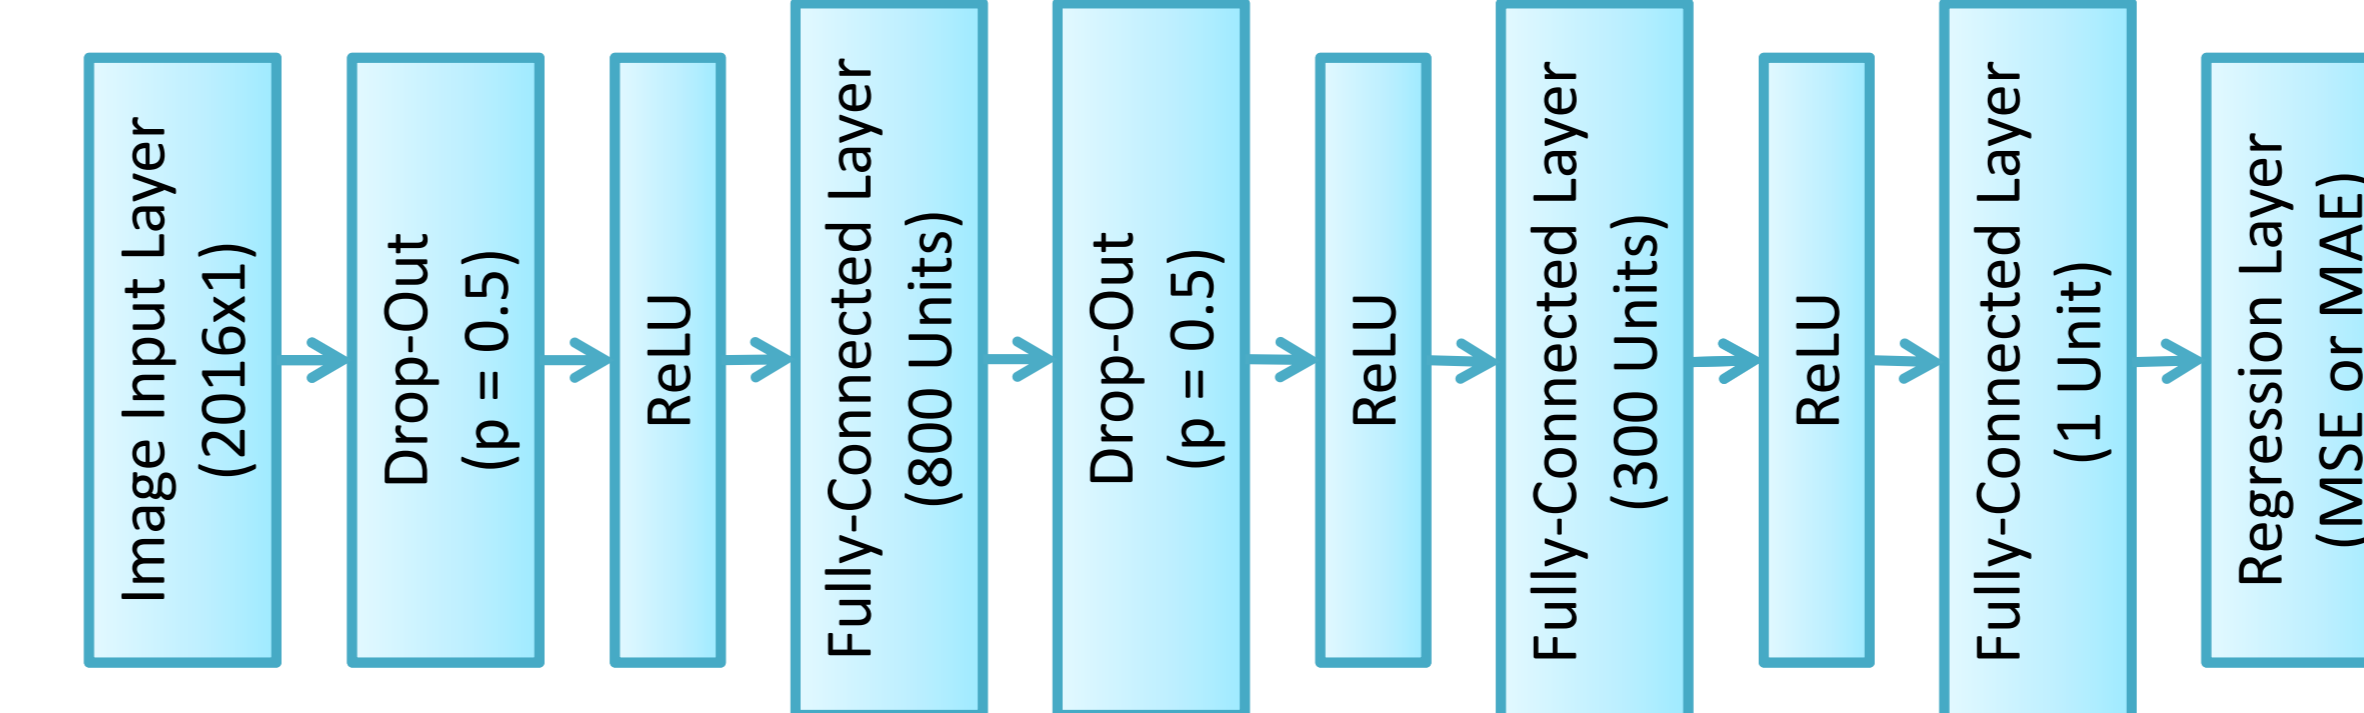 Image Input Layer
(2016x1)
Drop-Out
(p = 0.5)
ReLU
Fully-Connected Layer
(800 Units)
Drop-Out
(p = 0.5)
ReLU
Fully-Connected Layer
(300 Units)
ReLU
Fully-Connected Layer
(1 Unit)
Regression Layer
(MSE or MAE)